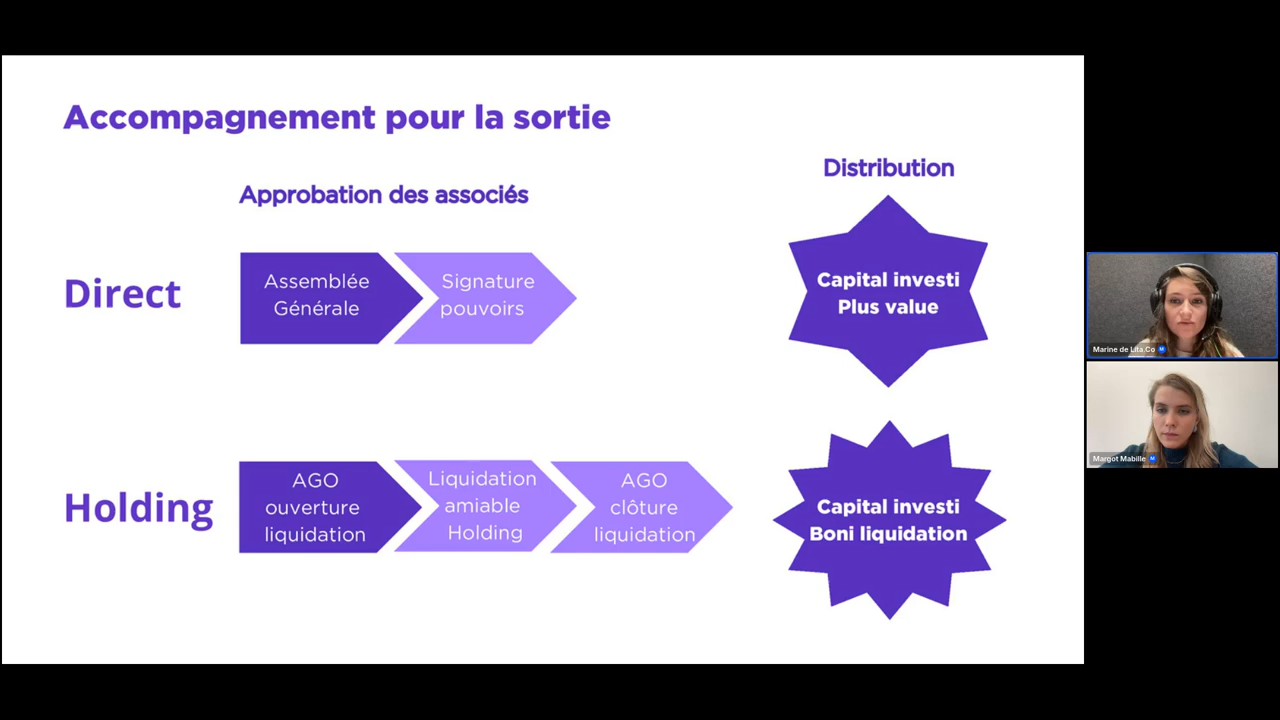 Accompagnement pour la sortie
Approbation des associés
Distribution
Direct
Assemblée
Générale
Signature
pouvoirs
Capital investi
Plus value
Holding
AGO
ouverture
liquidation
Liquidation
amiable
Holding
AGO
clôture
liquidation
Capital investi
Boni liquidation
Marine de Lita.Co
Margot Mabille